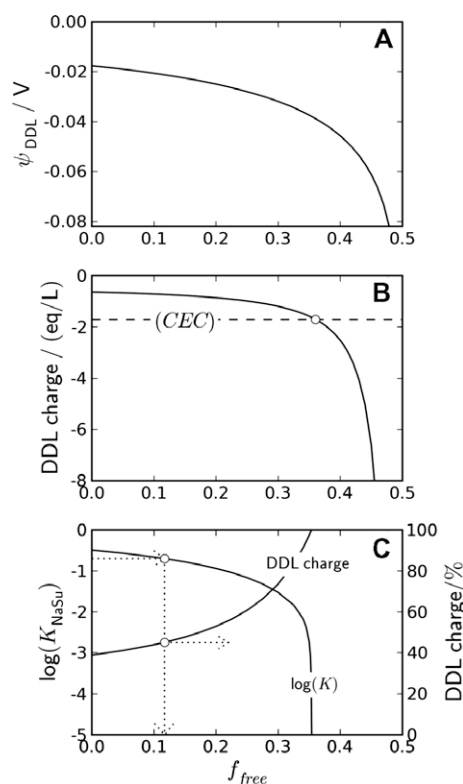 A
0.00
-0.02
-0.04
-0.06
-0.08
ψ DDL / V
0.0 0.1 0.2 0.3 0.4 0.5
B
0
-2
-4
-6
-8
DDL charge / (eq/L)
(CEC)
0.0 0.1 0.2 0.3 0.4 0.5
C
0
-1
-2
-3
-4
-5
log(K NaSu)
DDL charge
log(K)
100
80
60
40
20
0
DDL charge/%
0.0 0.1 0.2 0.3 0.4 0.5
f free